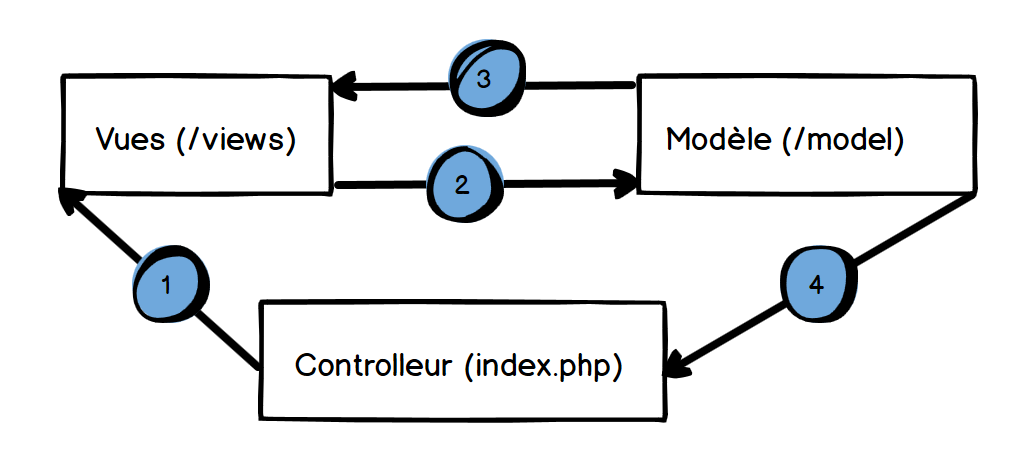 3
Vues (/views)
Modèle (/model)
2
1
4
Controlleur (index.php)